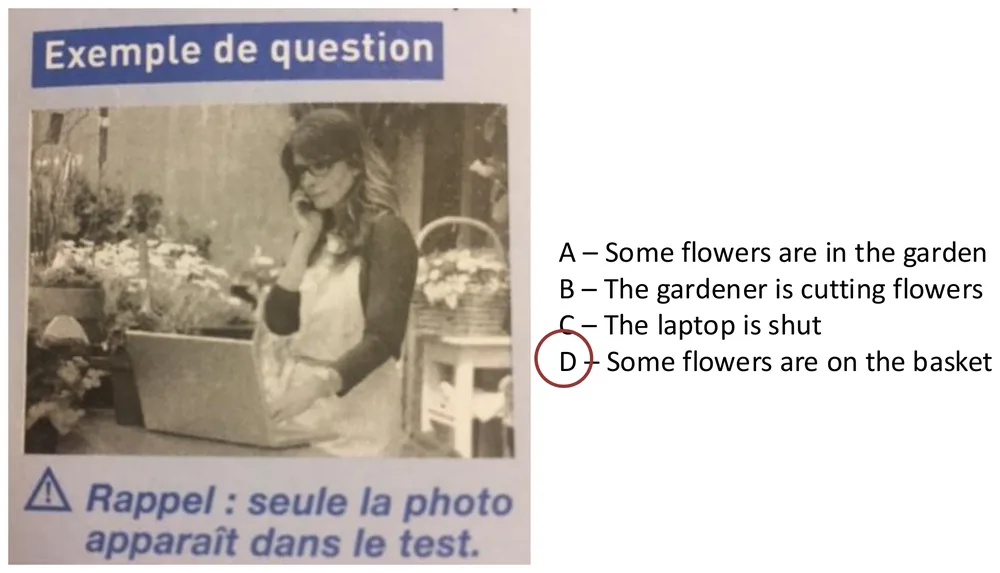 Exemple de question
A – Some flowers are in the garden
B – The gardener is cutting flowers
C – The laptop is shut
D – Some flowers are on the basket
⚠ Rappel : seule la photo
apparaît dans le test.